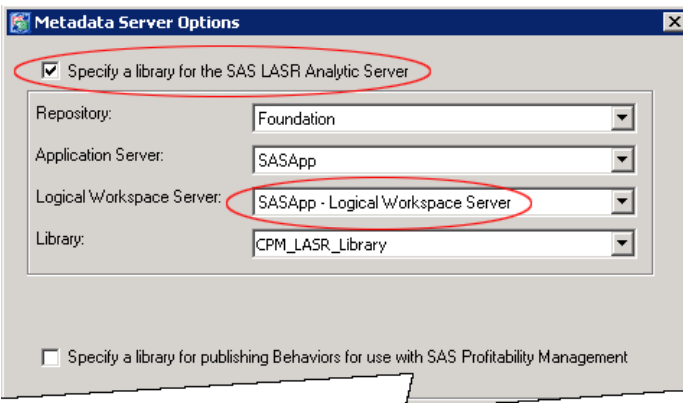 Metadata Server Options
Specify a library for the SAS LASR Analytic Server
Repository: Foundation
Application Server: SASApp
Logical Workspace Server: SASApp - Logical Workspace Server
Library: CPM_LASR_Library
Specify a library for publishing Behaviors for use with SAS Profitability Management